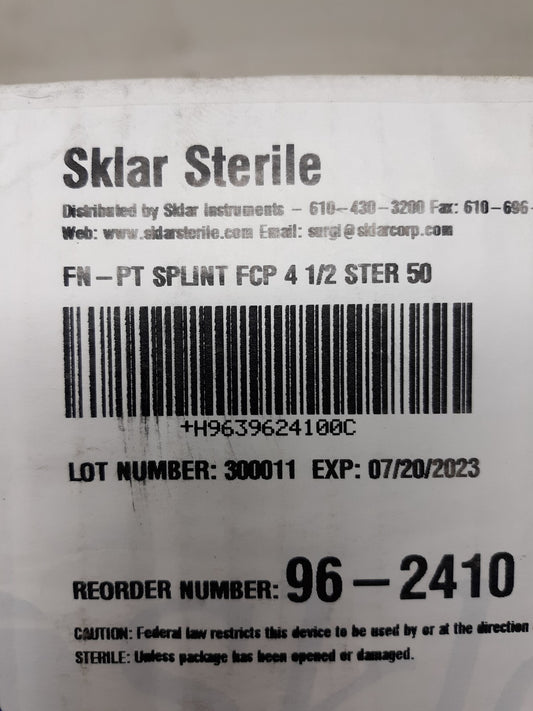 Sklar Sterile
Distributed by Sklar Instruments - 610-430-3200 Fax: 610-696-
Web: www.sklarsterile.com Email: surgi@sklarcorp.com
FN-PT SPLINT FCP 4 1/2 STER 50
+H9639624100C
LOT NUMBER: 300011 EXP: 07/20/2023
REORDER NUMBER: 96-2410
CAUTION: Federal law restricts this device to be used by or at the direction
STERILE: Unless package has been opened or damaged.